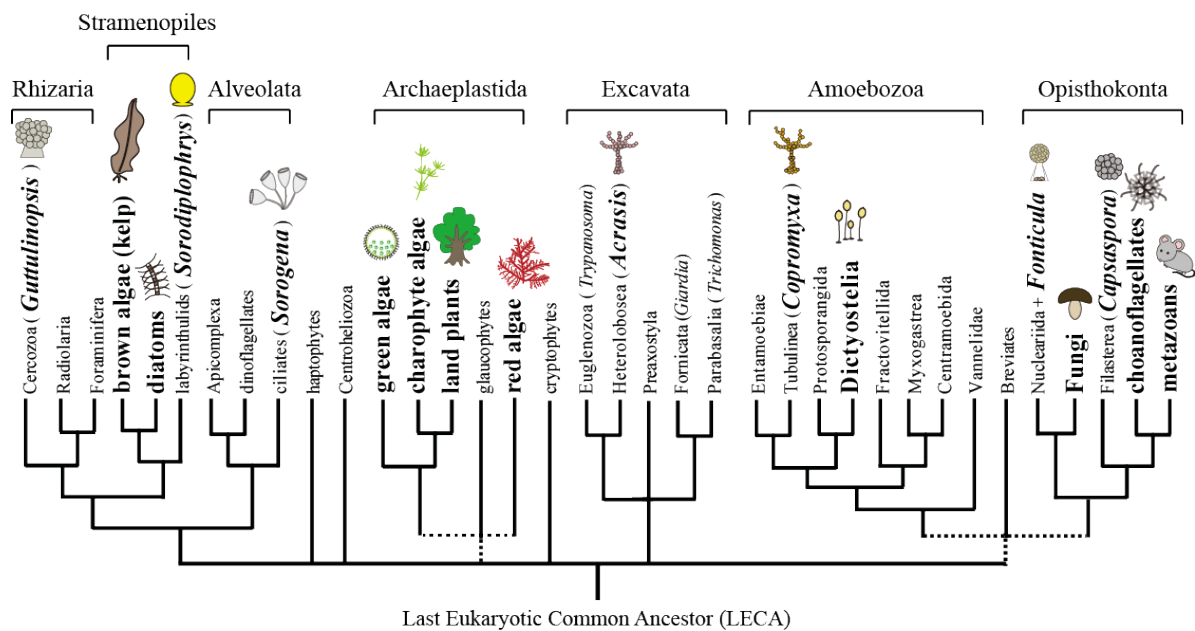 Stramenopiles
Rhizaria
Alveolata
Archaeplastida
Excavata
Amoebozoa
Opisthokonta
Cercozoa (Guttulinopsis)
Radiolaria
Foraminifera
brown algae (kelp)
diatoms
labyrinthulids (Sorodiplophrys)
Apicomplexa
dinoflagellates
ciliates (Sorogena)
haptophytes
Centroheliozoa
green algae
charophyte algae
land plants
glaucophytes
red algae
cryptophytes
Euglenozoa (Trypanosoma)
Heterolobosea (Acrasis)
Preaxostyla
Fornicata (Giardia)
Parabasalia (Trichomonas)
Entamoebiae
Tubulinea (Copromyxa)
Protosporangida
Dictyostelia
Fractovitellida
Myxogastrea
Centramoebida
Vannelidae
Breviates
Nucleariida + Fonticula
Fungi
Filasterea (Capsaspora)
choanoflagellates
metazoans
Last Eukaryotic Common Ancestor (LECA)